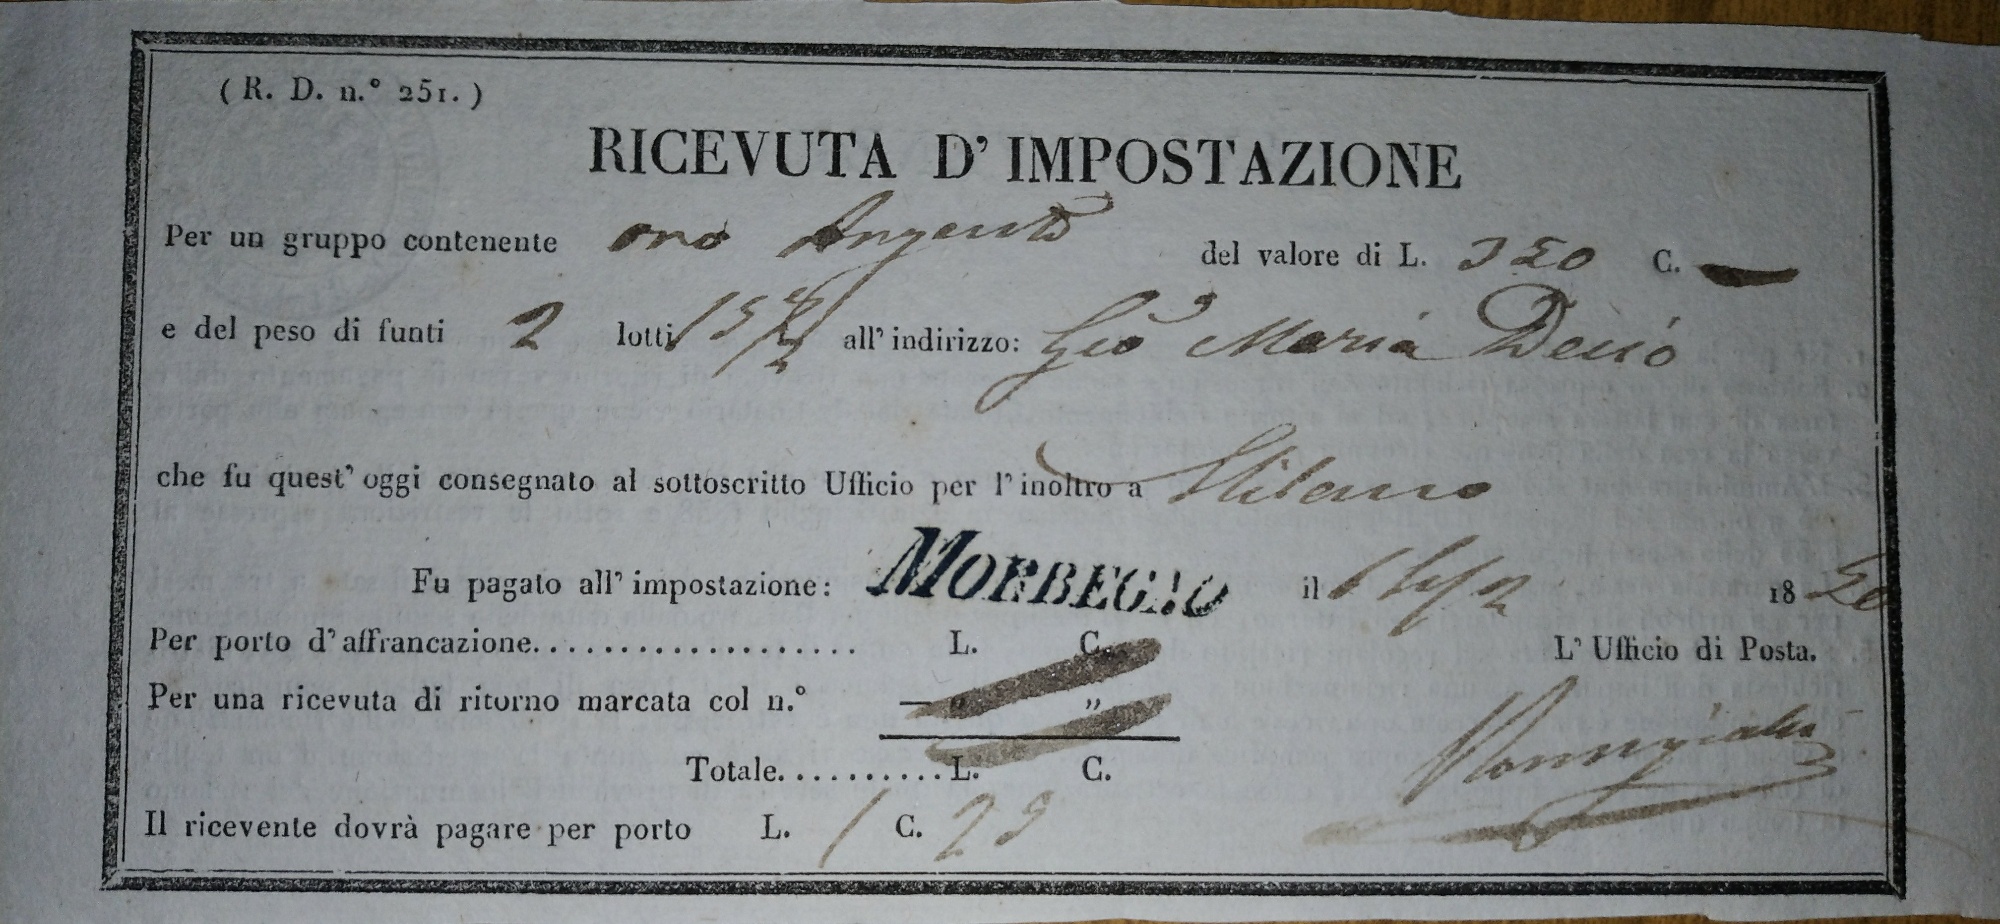 ( R. D. n.° 251. )
RICEVUTA D' IMPOSTAZIONE
Per un gruppo contenente oro Argento del valore di L. 350 C. —
e del peso di funti 2 lotti all' indirizzo: Gio Maria
che fu quest' oggi consegnato al sottoscritto Ufficio per l' inoltro a Milano
Fu pagato all' impostazione: MORBEGNO il 18 50
Per porto d' affrancazione.................. L. C.
L' Ufficio di Posta.
Per una ricevuta di ritorno marcata col n.° — " "
Totale..........L. C.
Il ricevente dovrà pagare per porto L. 1 C. 23